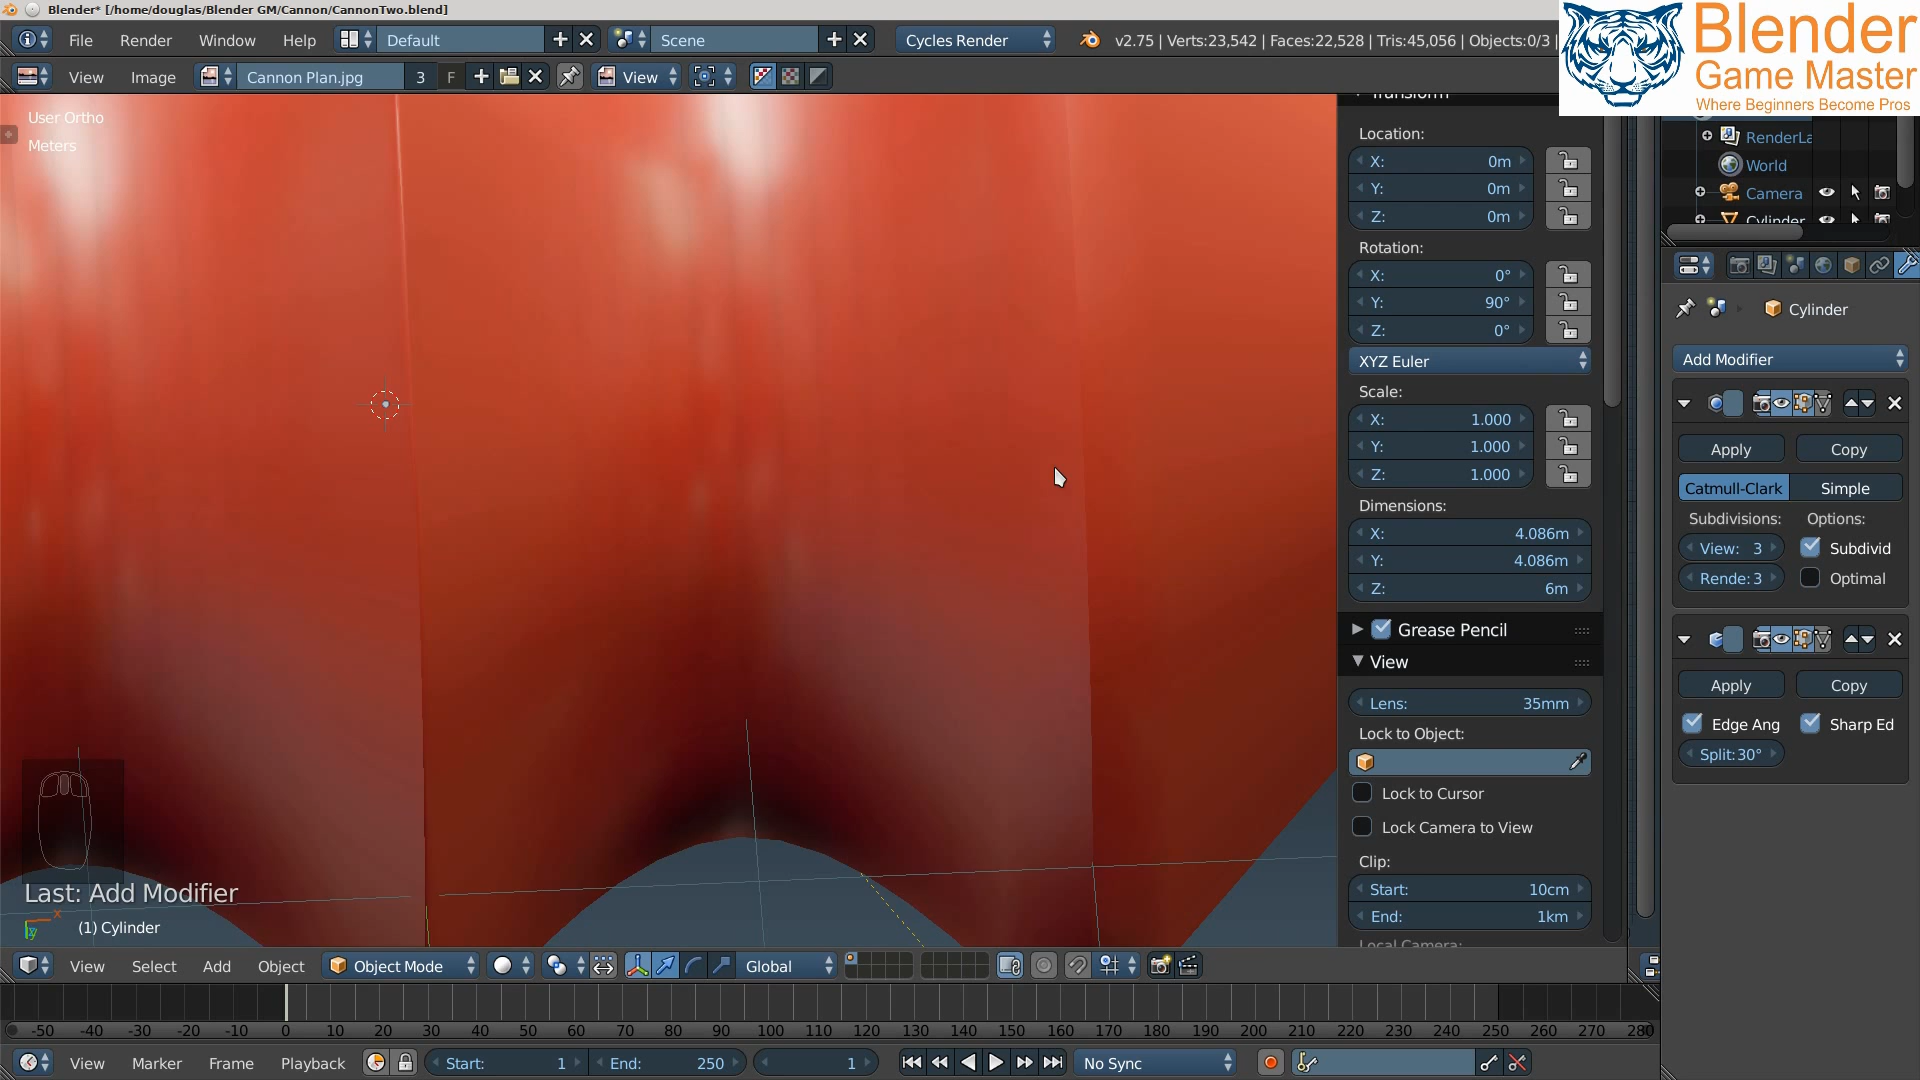 Blender* [/home/douglas/Blender GM/Cannon/CannonTwo.blend]
File Render Window Help Default Scene Cycles Render v2.75 | Verts:23,542 | Faces:22,528 | Tris:45,056 | Objects:0/3 |
Blender
Game Master
Where Beginners Become Pros
View Image Cannon Plan.jpg 3 F View
User Ortho
Meters
Transform
Location:
X: 0m
Y: 0m
Z: 0m
Rotation:
X: 0°
Y: 90°
Z: 0°
XYZ Euler
Scale:
X: 1.000
Y: 1.000
Z: 1.000
Dimensions:
X: 4.086m
Y: 4.086m
Z: 6m
Grease Pencil
View
Lens: 35mm
Lock to Object:
Lock to Cursor
Lock Camera to View
Clip:
Start: 10cm
End: 1km
Local Camera:
RenderLa
World
Camera
Cylinder
Cylinder
Add Modifier
Apply Copy
Catmull-Clark Simple
Subdivisions: Options:
View: 3 Subdivid
Rende: 3 Optimal
Apply Copy
Edge Ang Sharp Ed
Split: 30°
Last: Add Modifier
x
y
(1) Cylinder
View Select Add Object Object Mode Global
-50 -40 -30 -20 -10 0 10 20 30 40 50 60 70 80 90 100 110 120 130 140 150 160 170 180 190 200 210 220 230 240 250 260 270 280
View Marker Frame Playback Start: 1 End: 250 1 No Sync